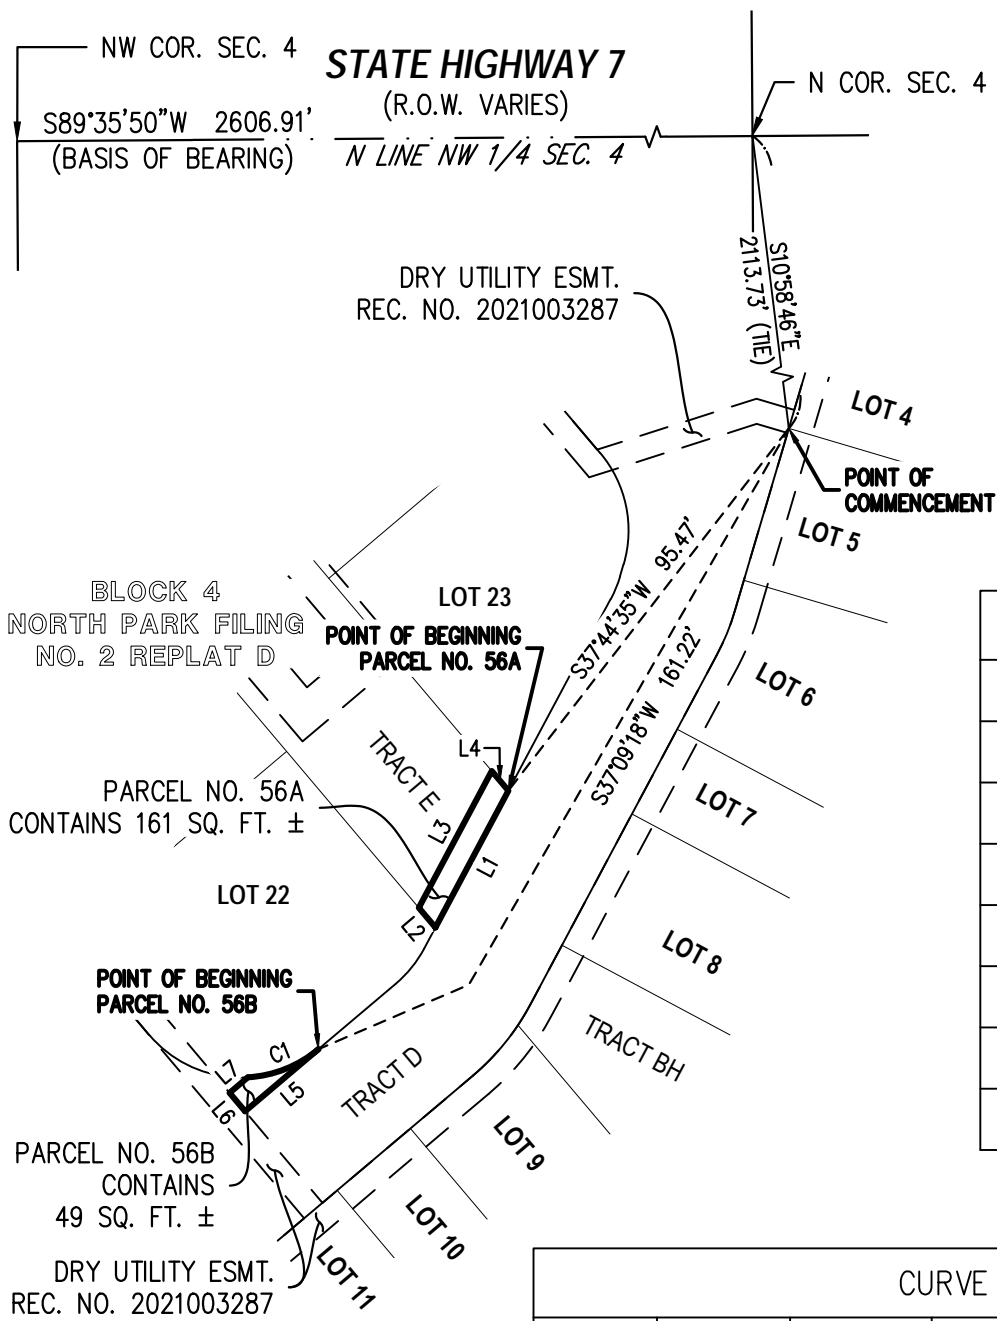 NW COR. SEC. 4
STATE HIGHWAY 7
(R.O.W. VARIES)
N COR. SEC. 4
S89°35'50"W 2606.91'
(BASIS OF BEARING)
N LINE NW 1/4 SEC. 4
S10°58'46"E
2113.73' (TIE)
DRY UTILITY ESMT.
REC. NO. 2021003287
LOT 4
POINT OF
COMMENCEMENT
LOT 5
S37°44'35"W 95.47'
BLOCK 4
NORTH PARK FILING
NO. 2 REPLAT D
LOT 23
POINT OF BEGINNING
PARCEL NO. 56A
S37°09'18"W 161.22'
LOT 6
TRACT E
L4
PARCEL NO. 56A
CONTAINS 161 SQ. FT. ±
L3
L1
LOT 7
LOT 22
L2
LOT 8
POINT OF BEGINNING
PARCEL NO. 56B
C1
L7
L5
L6
TRACT D
TRACT BH
LOT 9
PARCEL NO. 56B
CONTAINS
49 SQ. FT. ±
LOT 10
LOT 11
DRY UTILITY ESMT.
REC. NO. 2021003287
CURVE